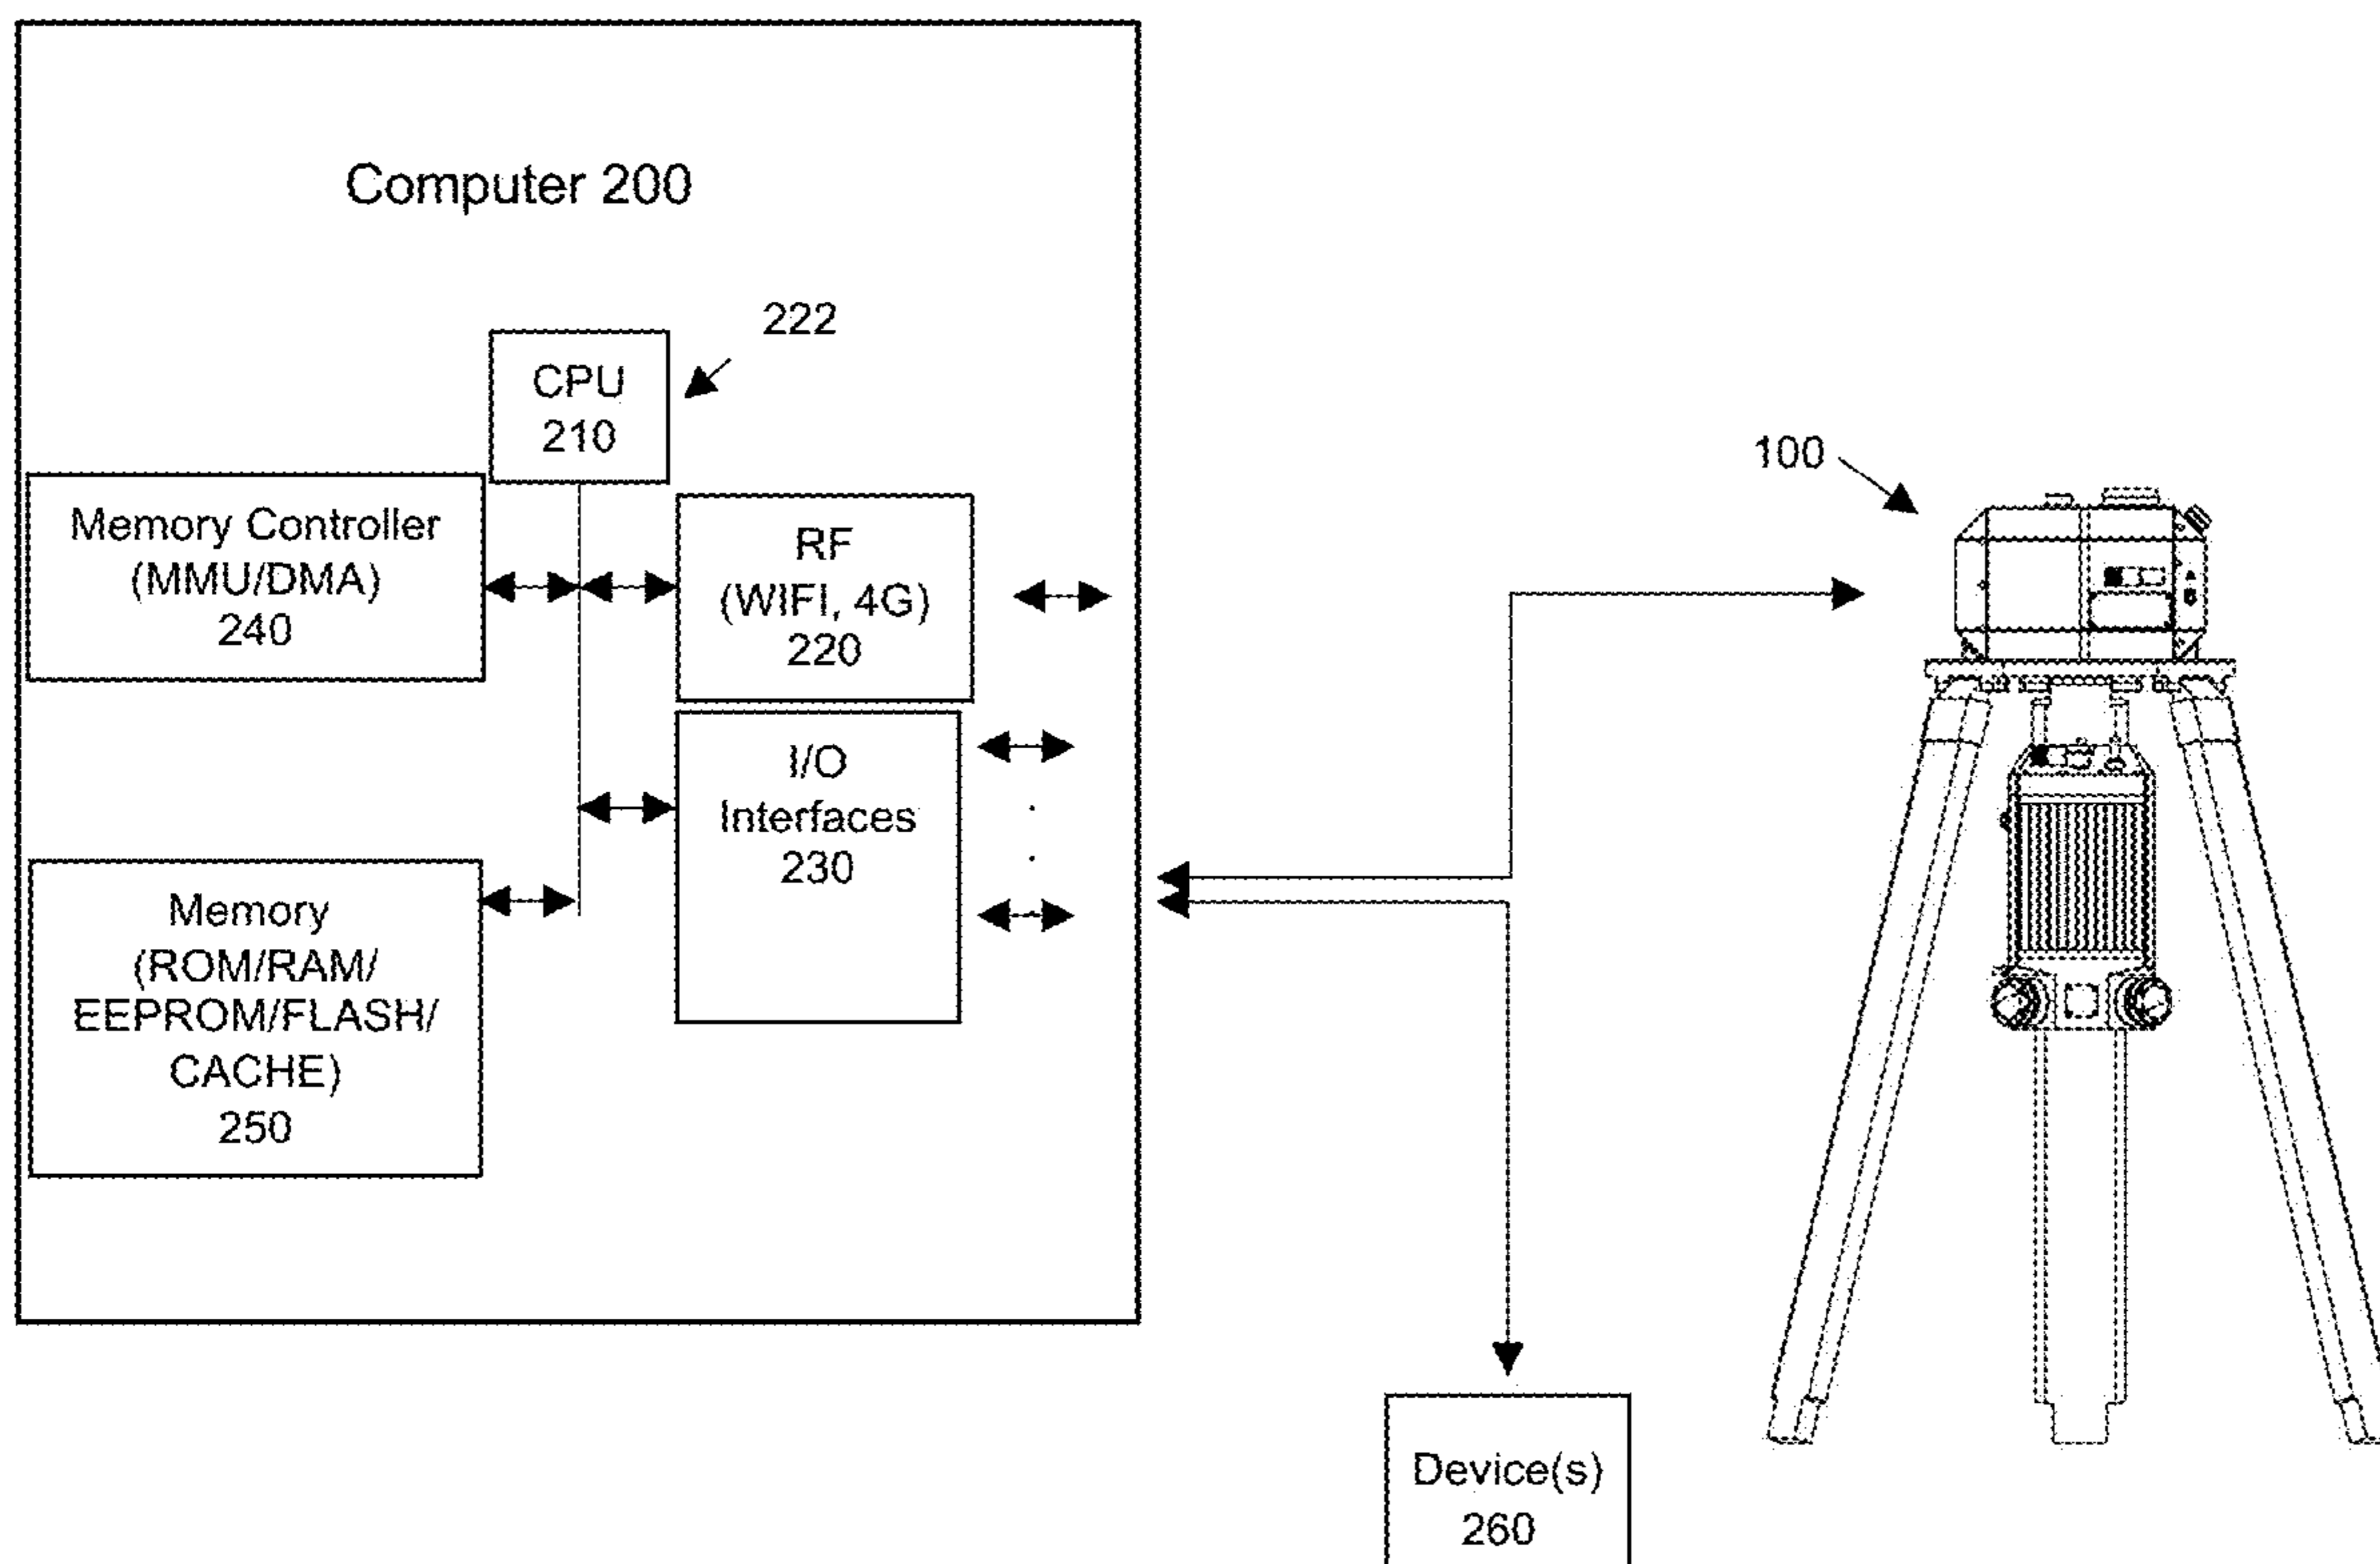 Computer 200
222
CPU
210
Memory Controller
(MMU/DMA)
240
RF
(WIFI, 4G)
220
I/O
Interfaces
230
Memory
(ROM/RAM/
EEPROM/FLASH/
CACHE)
250
100
Device(s)
260